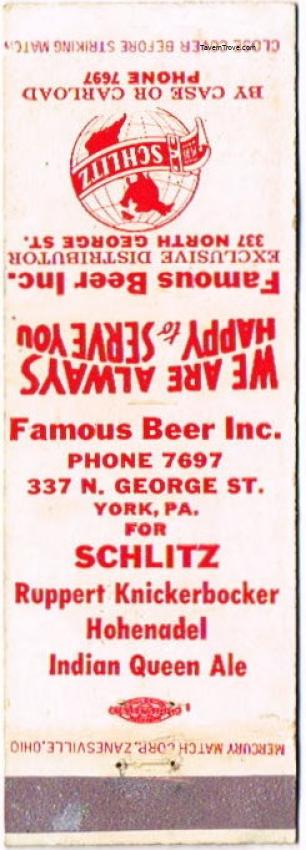 CLOSE COVER BEFORE STRIKING MATCH
TavernTrove.com
Famous Beer Inc.
EXCLUSIVE DISTRIBUTOR
337 NORTH GEORGE ST.
SCHLITZ
BY CASE OR CARLOAD
PHONE 7697
WE ARE ALWAYS
HAPPY to SERVE YOU
Famous Beer Inc.
PHONE 7697
337 N. GEORGE ST.
YORK, PA.
FOR
SCHLITZ
Ruppert Knickerbocker
Hohenadel
Indian Queen Ale
MERCURY MATCH CORP. ZANESVILLE, OHIO